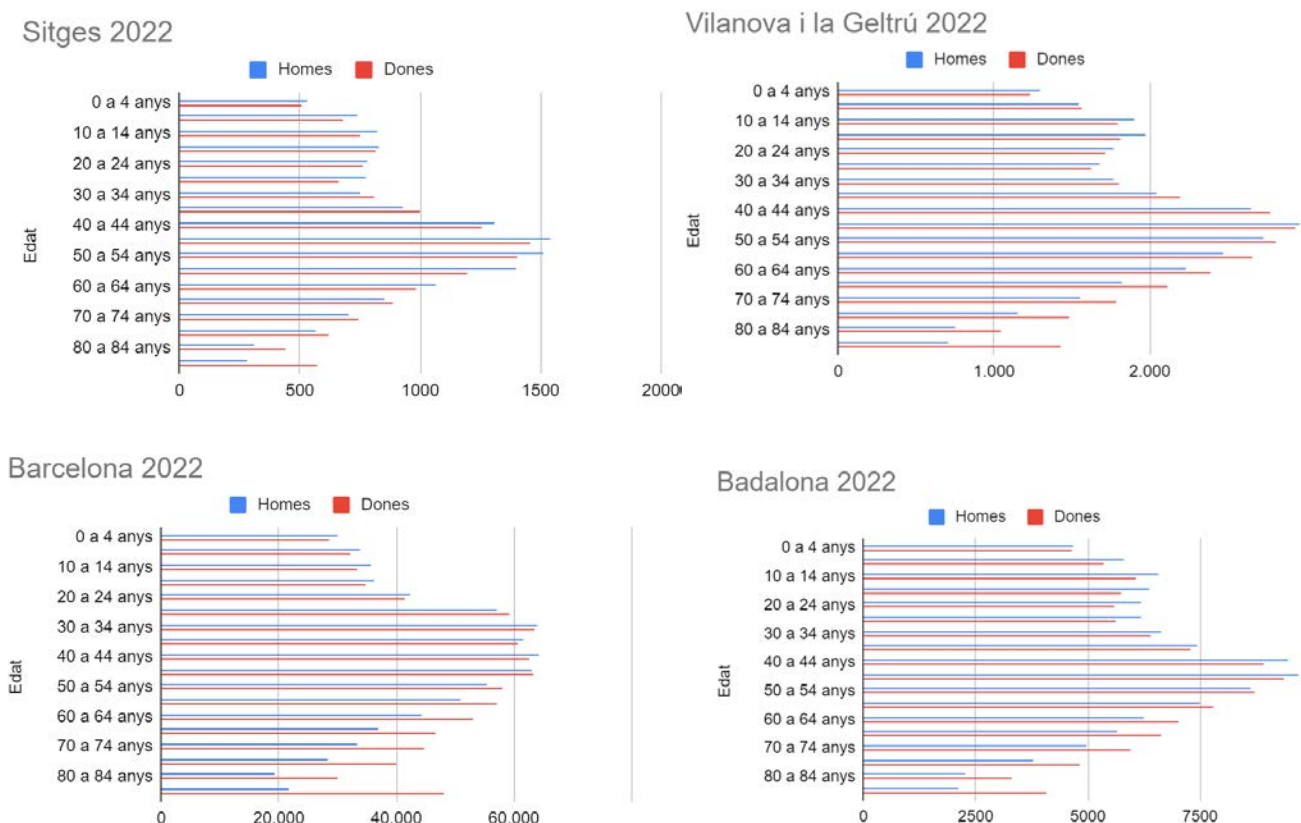 Sitges 2022
Homes Dones
0 a 4 anys
10 a 14 anys
20 a 24 anys
30 a 34 anys
40 a 44 anys
50 a 54 anys
60 a 64 anys
70 a 74 anys
80 a 84 anys
Edat
0 500 1000 1500 2000
Vilanova i la Geltrú 2022
Homes Dones
0 a 4 anys
10 a 14 anys
20 a 24 anys
30 a 34 anys
40 a 44 anys
50 a 54 anys
60 a 64 anys
70 a 74 anys
80 a 84 anys
Edat
0 1.000 2.000
Barcelona 2022
Homes Dones
0 a 4 anys
10 a 14 anys
20 a 24 anys
30 a 34 anys
40 a 44 anys
50 a 54 anys
60 a 64 anys
70 a 74 anys
80 a 84 anys
Edat
0 20.000 40.000 60.000
Badalona 2022
Homes Dones
0 a 4 anys
10 a 14 anys
20 a 24 anys
30 a 34 anys
40 a 44 anys
50 a 54 anys
60 a 64 anys
70 a 74 anys
80 a 84 anys
Edat
0 2500 5000 7500